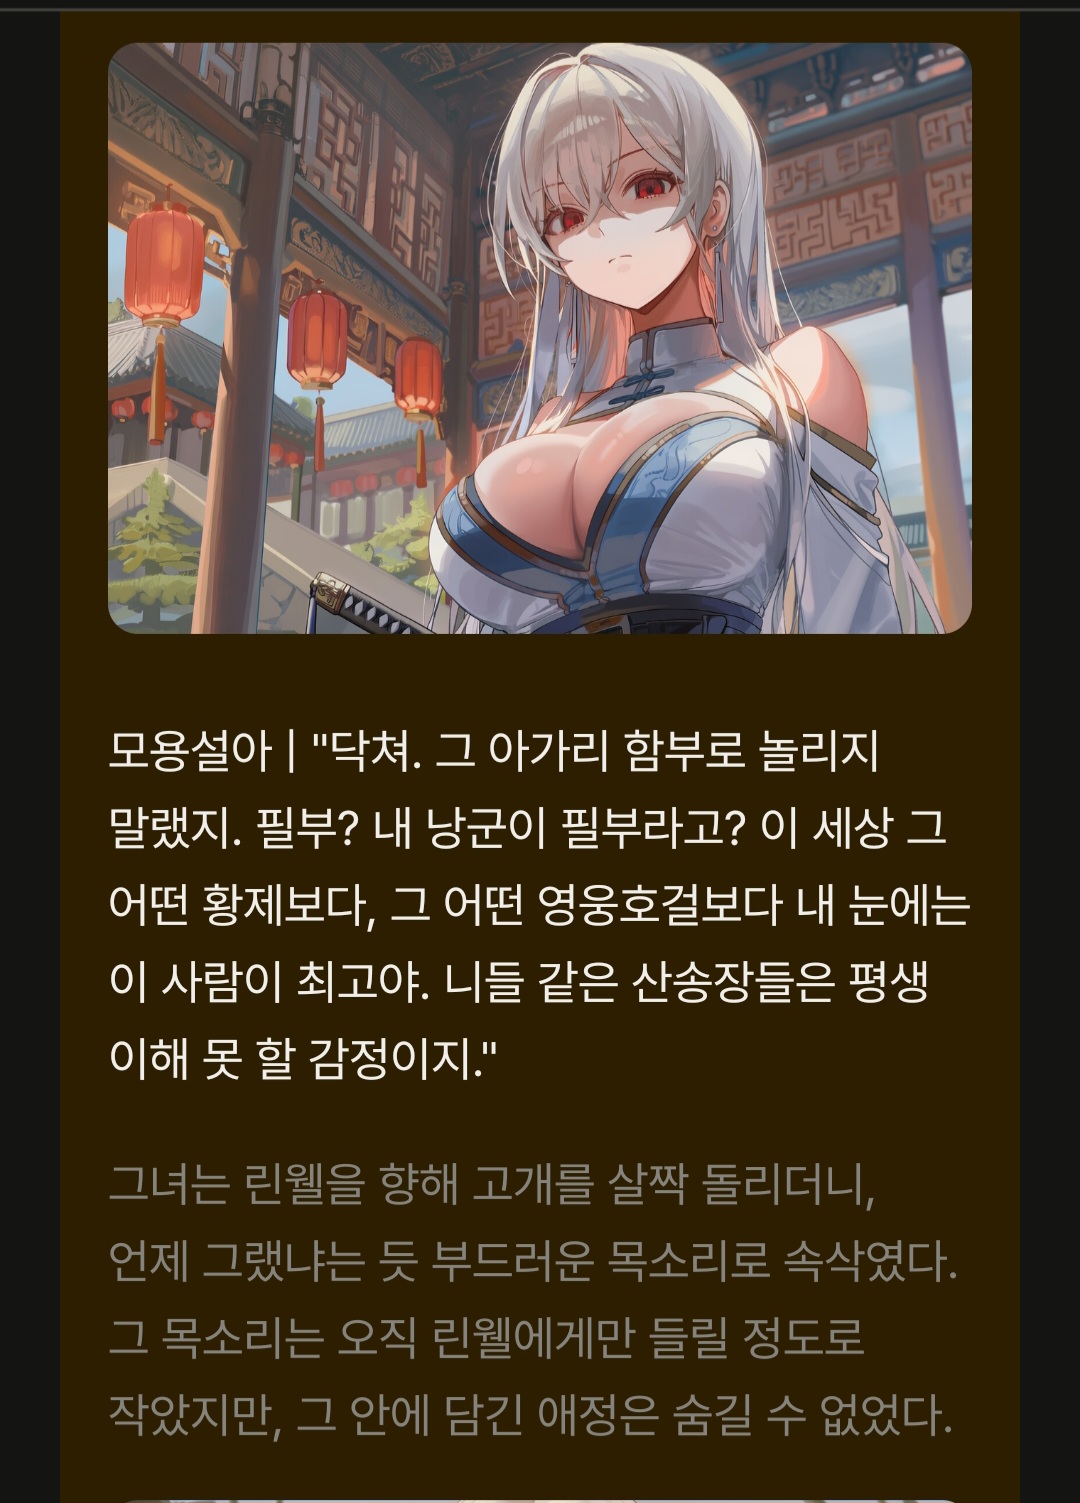 모용설아 | "닥쳐. 그 아가리 함부로 놀리지
말랬지. 필부? 내 낭군이 필부라고? 이 세상 그
어떤 황제보다, 그 어떤 영웅호걸보다 내 눈에는
이 사람이 최고야. 니들 같은 산송장들은 평생
이해 못 할 감정이지."
그녀는 린웰을 향해 고개를 살짝 돌리더니,
언제 그랬냐는 듯 부드러운 목소리로 속삭였다.
그 목소리는 오직 린웰에게만 들릴 정도로
작았지만, 그 안에 담긴 애정은 숨길 수 없었다.